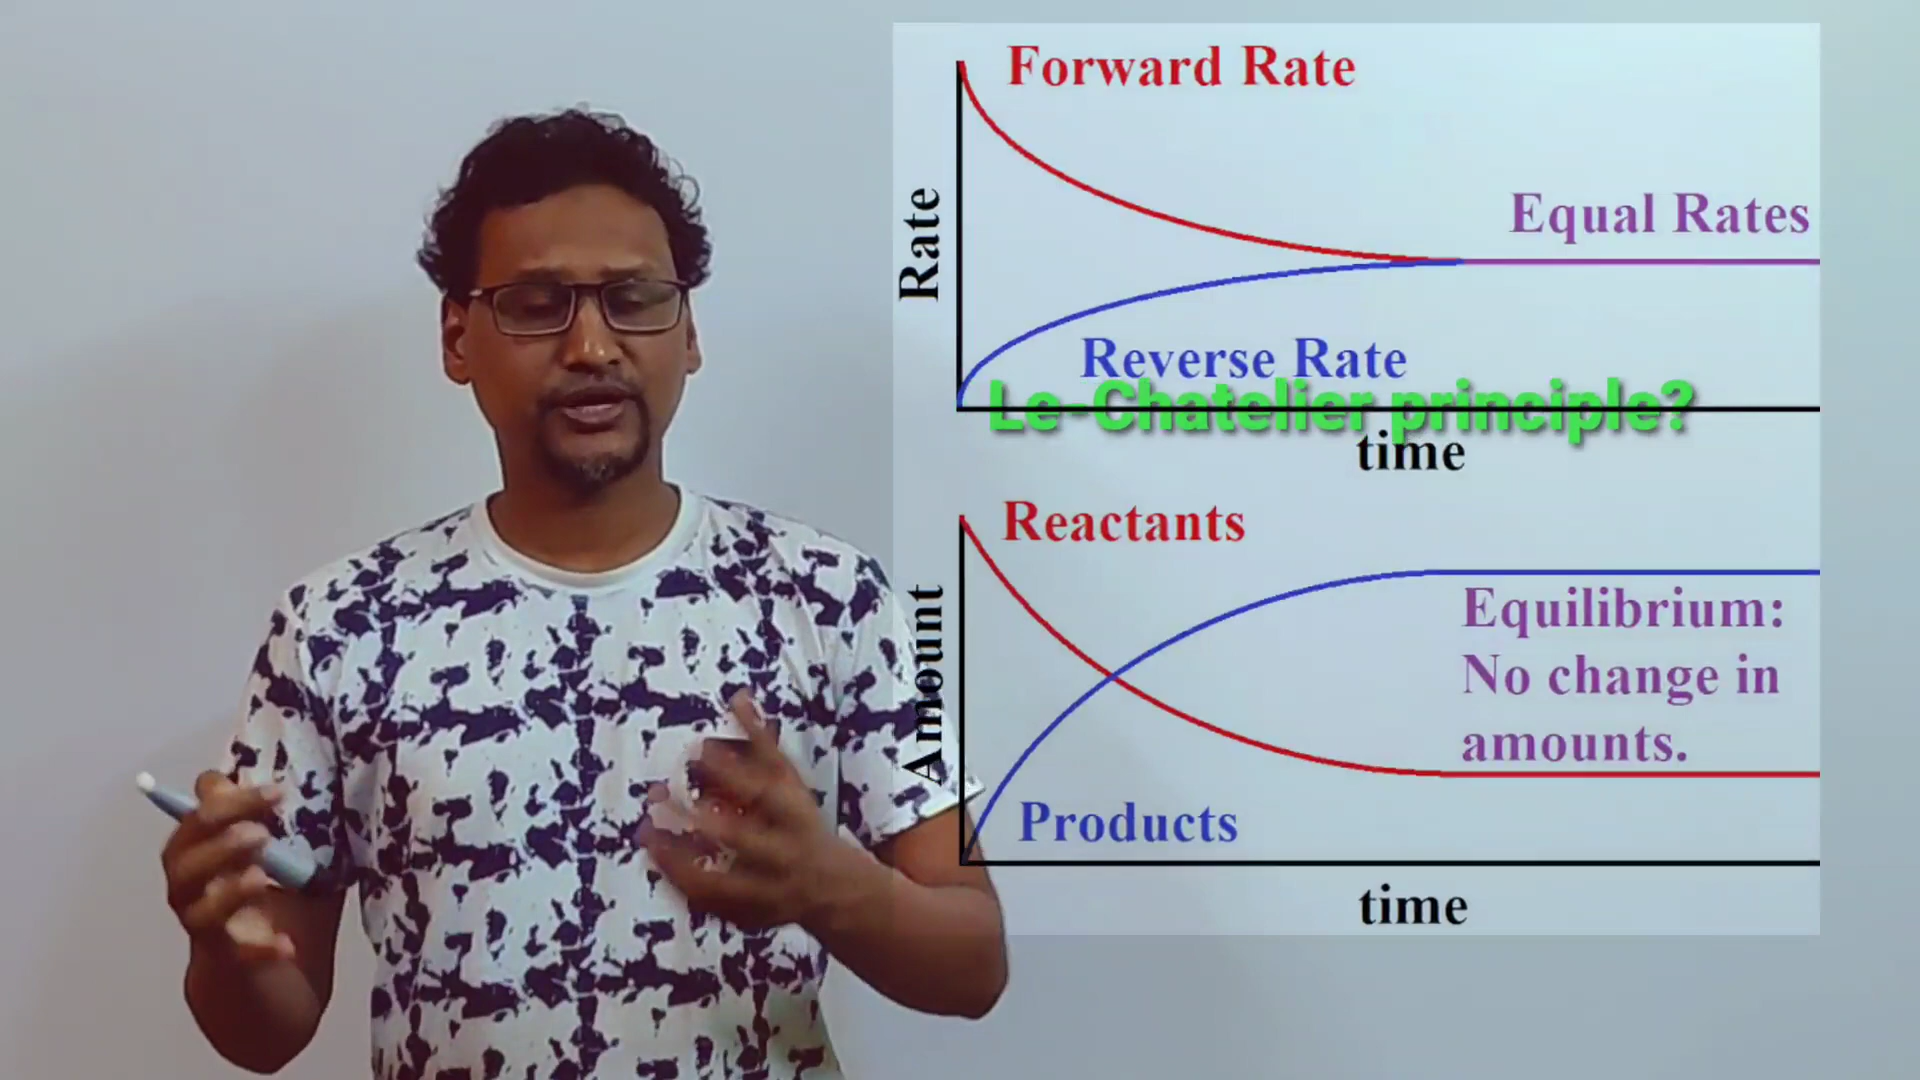 Forward Rate
Rate
Equal Rates
Reverse Rate
Le-Chatelier principle?
time
Reactants
Amount
Equilibrium:
No change in
amounts.
Products
time